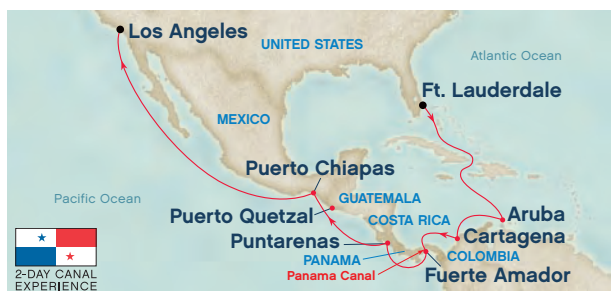 Los Angeles
UNITED STATES
Atlantic Ocean
Ft. Lauderdale
MEXICO
Puerto Chiapas
Pacific Ocean
GUATEMALA
Puerto Quetzal
COSTA RICA
Aruba
Puntarenas
Cartagena
PANAMA
COLOMBIA
Panama Canal
Fuerte Amador
2-DAY CANAL
EXPERIENCE